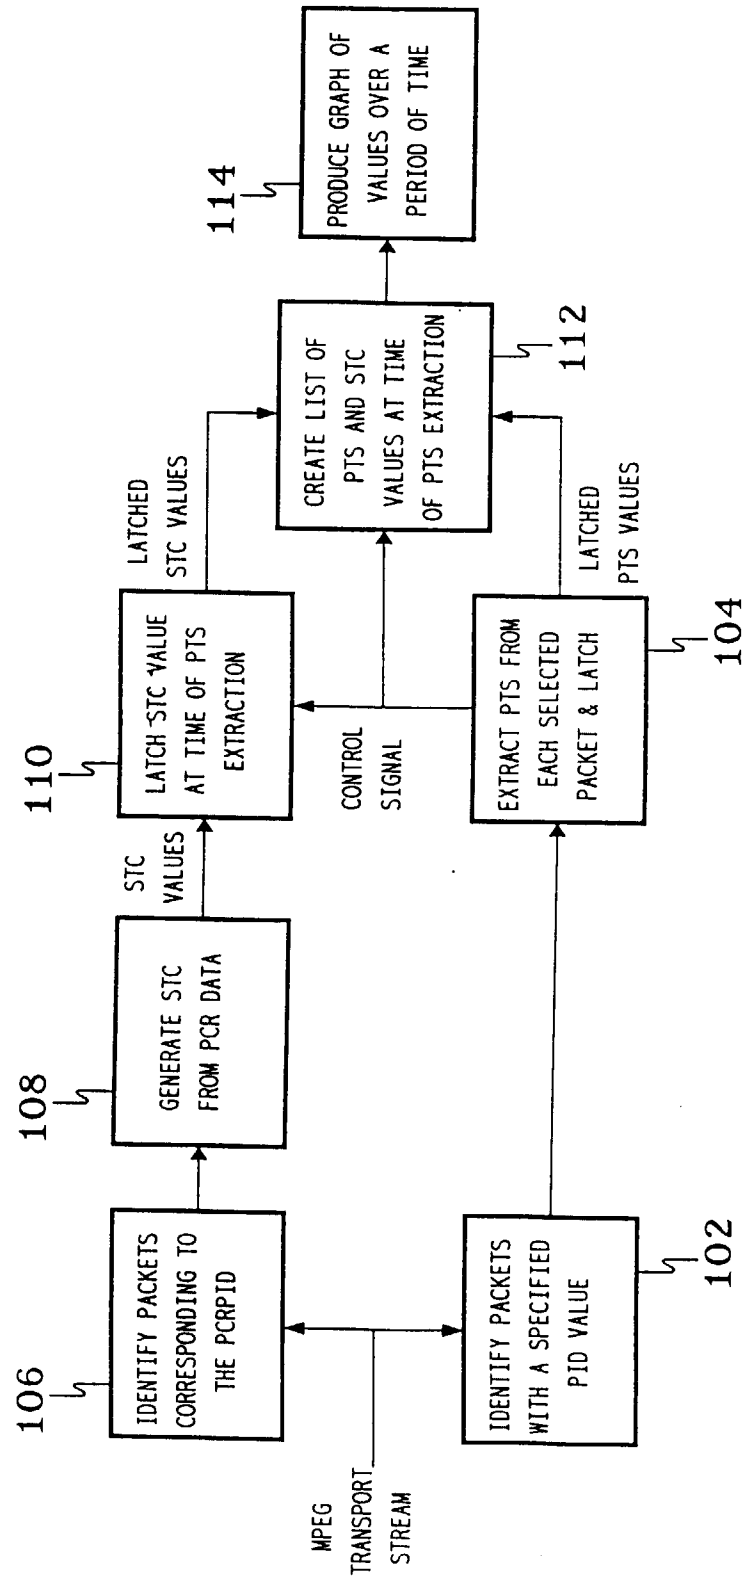 MPEG
TRANSPORT
STREAM
106
IDENTIFY PACKETS
CORRESPONDING TO
THE PCRPID
108
GENERATE STC
FROM PCR DATA
STC
VALUES
110
LATCH STC VALUE
AT TIME OF PTS
EXTRACTION
LATCHED
STC VALUES
CONTROL
SIGNAL
IDENTIFY PACKETS
WITH A SPECIFIED
PID VALUE
102
EXTRACT PTS FROM
EACH SELECTED
PACKET & LATCH
104
LATCHED
PTS VALUES
CREATE LIST OF
PTS AND STC
VALUES AT TIME
OF PTS EXTRACTION
112
114
PRODUCE GRAPH OF
VALUES OVER A
PERIOD OF TIME